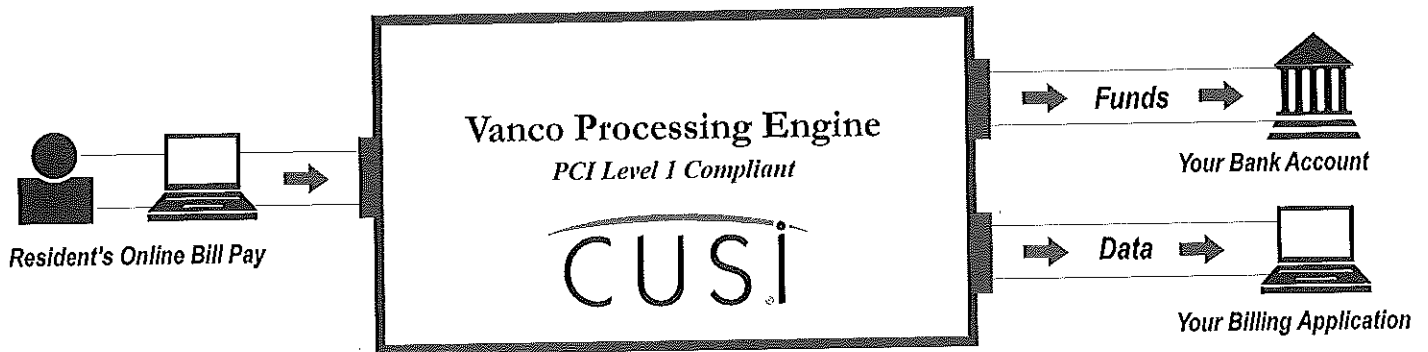 Resident's Online Bill Pay
Vanco Processing Engine
PCI Level 1 Compliant
CUSI
Funds
Your Bank Account
Data
Your Billing Application